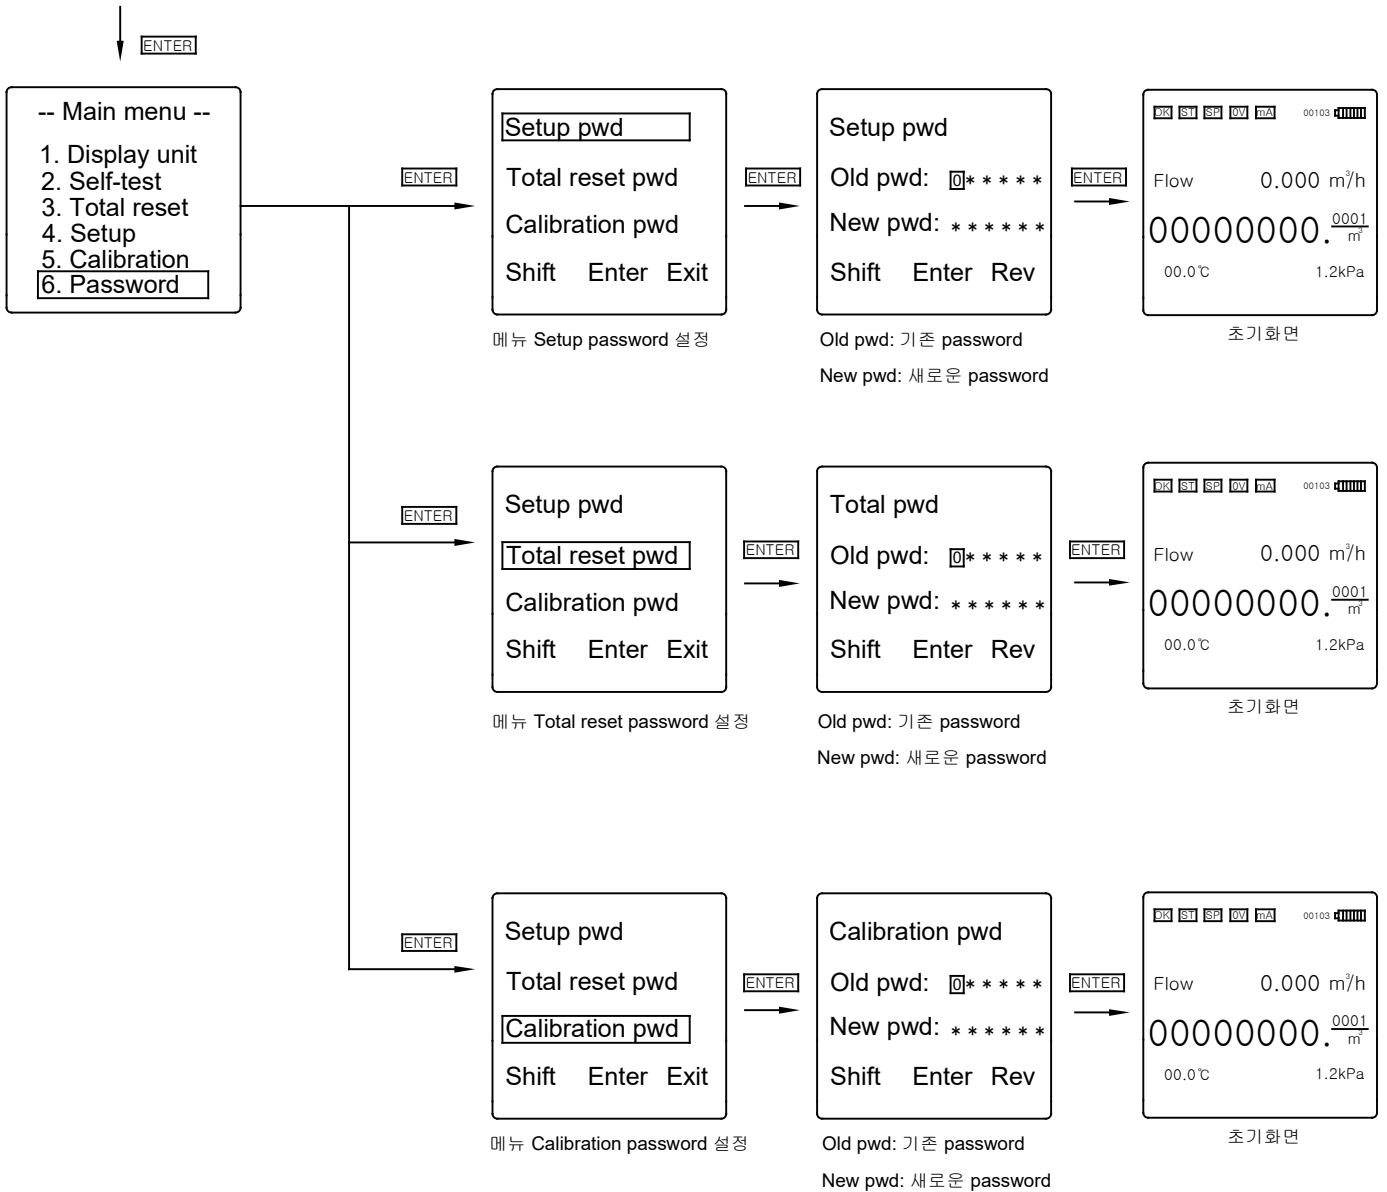 ENTER
-- Main menu --
1. Display unit
2. Self-test
3. Total reset
4. Setup
5. Calibration
6. Password
ENTER
Setup pwd
Total reset pwd
Calibration pwd
Shift Enter Exit
메뉴 Setup password 설정
ENTER
Setup pwd
Old pwd: 0*****
New pwd: ******
Shift Enter Rev
Old pwd: 기존 password
New pwd: 새로운 password
ENTER
OK ST SP 0V mA 00103
Flow 0.000 m³/h
00000000. 0001
m³
00.0℃ 1.2kPa
초기화면
ENTER
Setup pwd
Total reset pwd
Calibration pwd
Shift Enter Exit
메뉴 Total reset password 설정
ENTER
Total pwd
Old pwd: 0*****
New pwd: ******
Shift Enter Rev
Old pwd: 기존 password
New pwd: 새로운 password
ENTER
OK ST SP 0V mA 00103
Flow 0.000 m³/h
00000000. 0001
m³
00.0℃ 1.2kPa
초기화면
ENTER
Setup pwd
Total reset pwd
Calibration pwd
Shift Enter Exit
메뉴 Calibration password 설정
ENTER
Calibration pwd
Old pwd: 0*****
New pwd: ******
Shift Enter Rev
Old pwd: 기존 password
New pwd: 새로운 password
ENTER
OK ST SP 0V mA 00103
Flow 0.000 m³/h
00000000. 0001
m³
00.0℃ 1.2kPa
초기화면